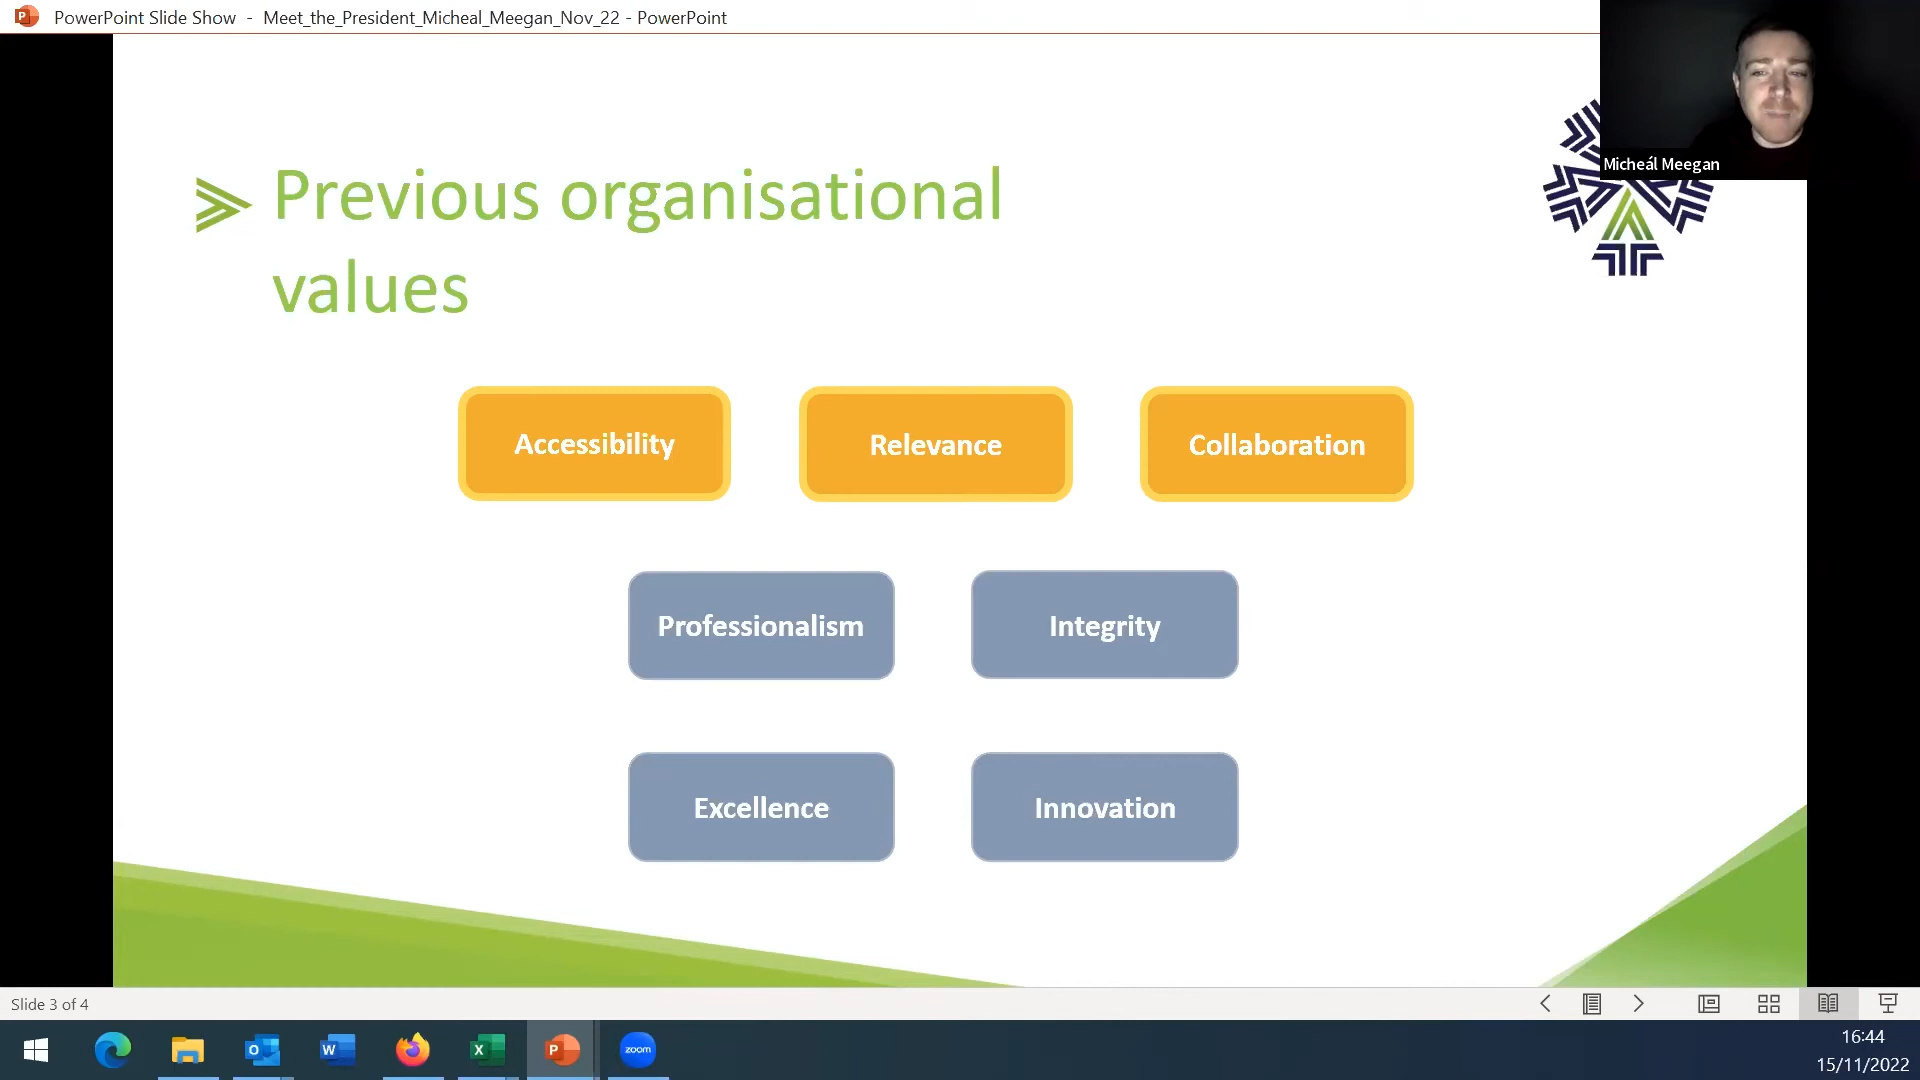 PowerPoint Slide Show - Meet_the_President_Micheal_Meegan_Nov_22 - PowerPoint
Micheál Meegan
Previous organisational
values
Accessibility
Relevance
Collaboration
Professionalism
Integrity
Excellence
Innovation
Slide 3 of 4
zoom
16:44
15/11/2022